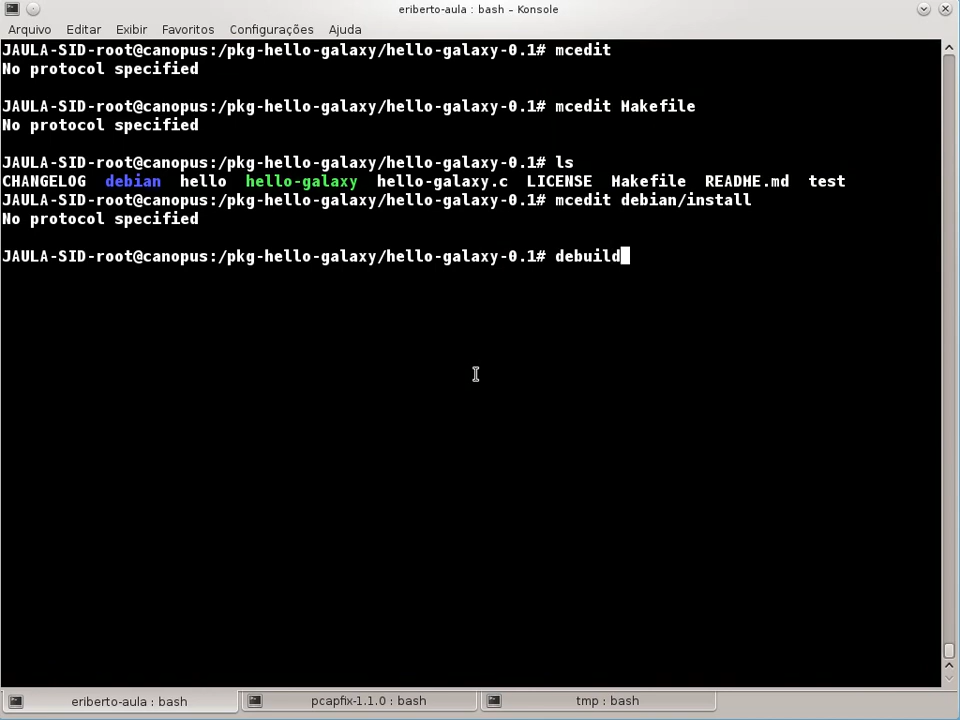 eriberto-aula : bash – Konsole
Arquivo Editar Exibir Favoritos Configurações Ajuda
JAULA-SID-root@canopus:/pkg-hello-galaxy/hello-galaxy-0.1# mcedit
No protocol specified
JAULA-SID-root@canopus:/pkg-hello-galaxy/hello-galaxy-0.1# mcedit Makefile
No protocol specified
JAULA-SID-root@canopus:/pkg-hello-galaxy/hello-galaxy-0.1# ls
CHANGELOG debian hello hello-galaxy hello-galaxy.c LICENSE Makefile README.md test
JAULA-SID-root@canopus:/pkg-hello-galaxy/hello-galaxy-0.1# mcedit debian/install
No protocol specified
JAULA-SID-root@canopus:/pkg-hello-galaxy/hello-galaxy-0.1# debuild
eriberto-aula : bash pcapfix-1.1.0 : bash tmp : bash